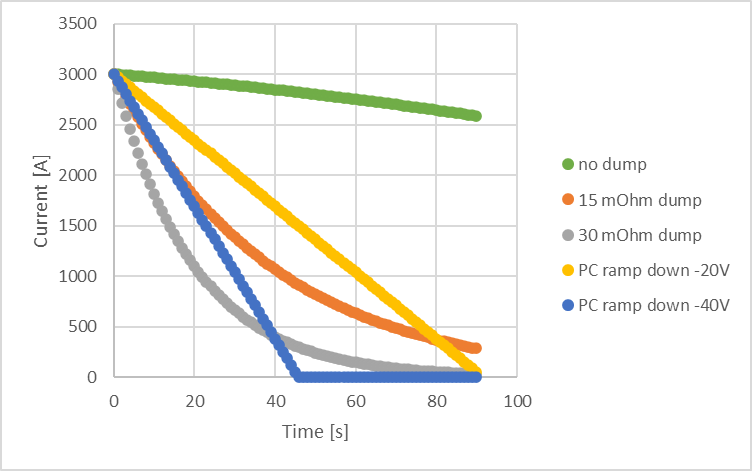 3500
3000
2500
2000
1500
1000
500
0
0 20 40 60 80 100
Current [A]
Time [s]
no dump
15 mOhm dump
30 mOhm dump
PC ramp down -20V
PC ramp down -40V